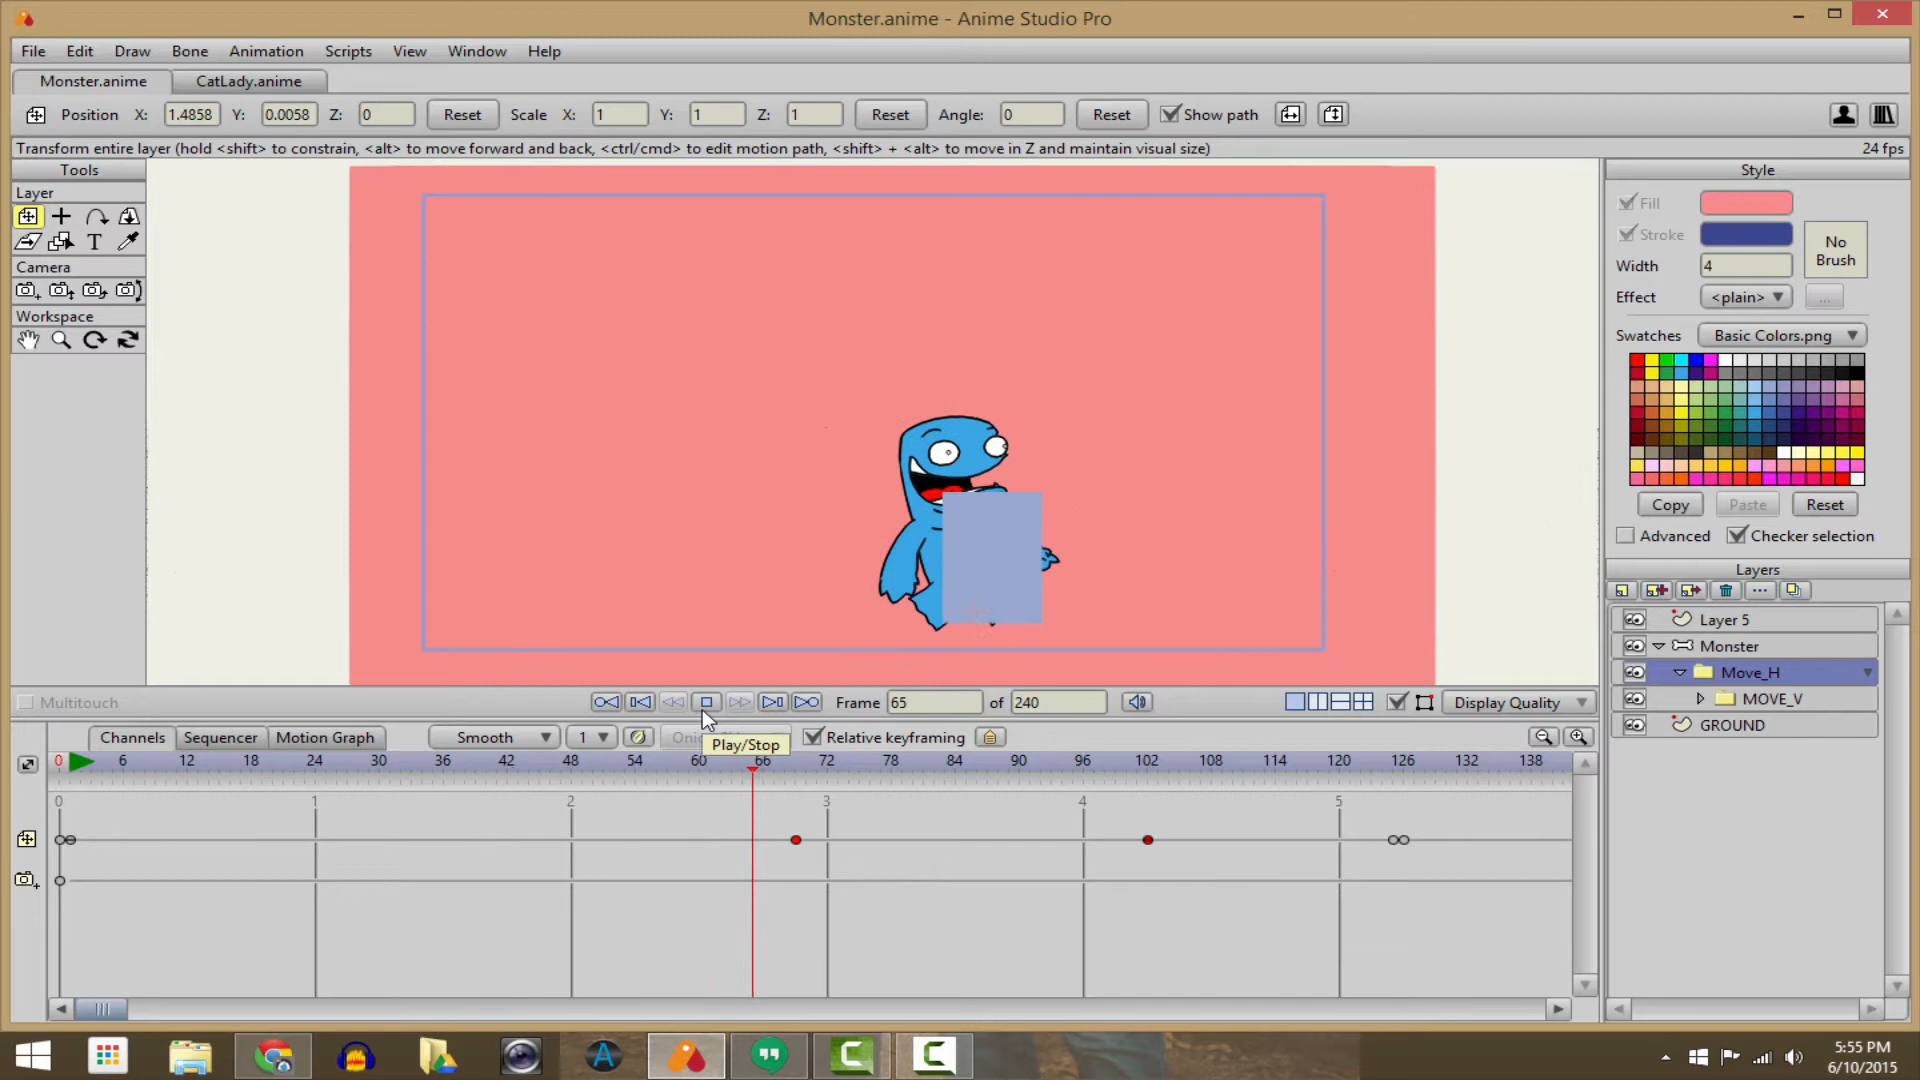 Monster.anime - Anime Studio Pro
File Edit Draw Bone Animation Scripts View Window Help
Monster.anime CatLady.anime
Position X: 1.4858 Y: 0.0058 Z: 0 Reset Scale X: 1 Y: 1 Z: 1 Reset Angle: 0 Reset Show path
Transform entire layer (hold <shift> to constrain, <alt> to move forward and back, <ctrl/cmd> to edit motion path, <shift> + <alt> to move in Z and maintain visual size) 24 fps
Tools
Layer
T
Camera
Workspace
Style
Fill
Stroke
No
Brush
Width 4
Effect <plain> ...
Swatches Basic Colors.png
Copy Paste Reset
Advanced Checker selection
Layers
Layer 5
Monster
Move_H
MOVE_V
GROUND
Multitouch Frame 65 of 240 Display Quality
Channels Sequencer Motion Graph Smooth 1 Relative keyframing
Play/Stop
0 6 12 18 24 30 36 42 48 54 60 66 72 78 84 90 96 102 108 114 120 126 132 138
0 1 2 3 4 5
5:55 PM
6/10/2015